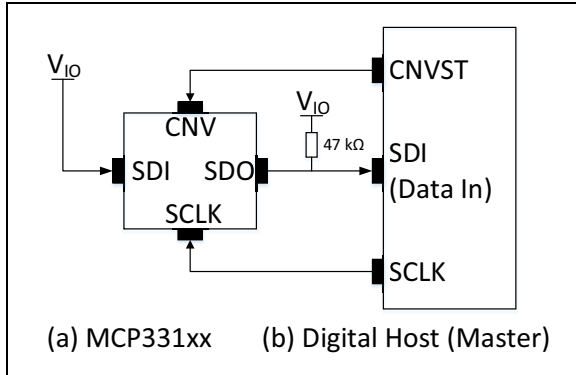 V_IO
CNVST
V_IO
CNV
47 kΩ
SDI
SDO
SDI
(Data In)
SCLK
SCLK
(a) MCP331xx
(b) Digital Host (Master)